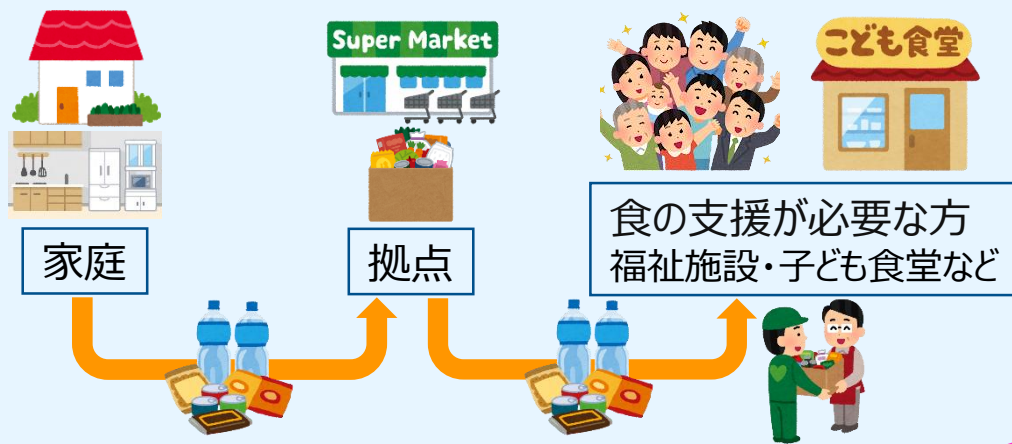 Super Market
こども食堂
家庭
拠点
食の支援が必要な方
福祉施設・子ども食堂など